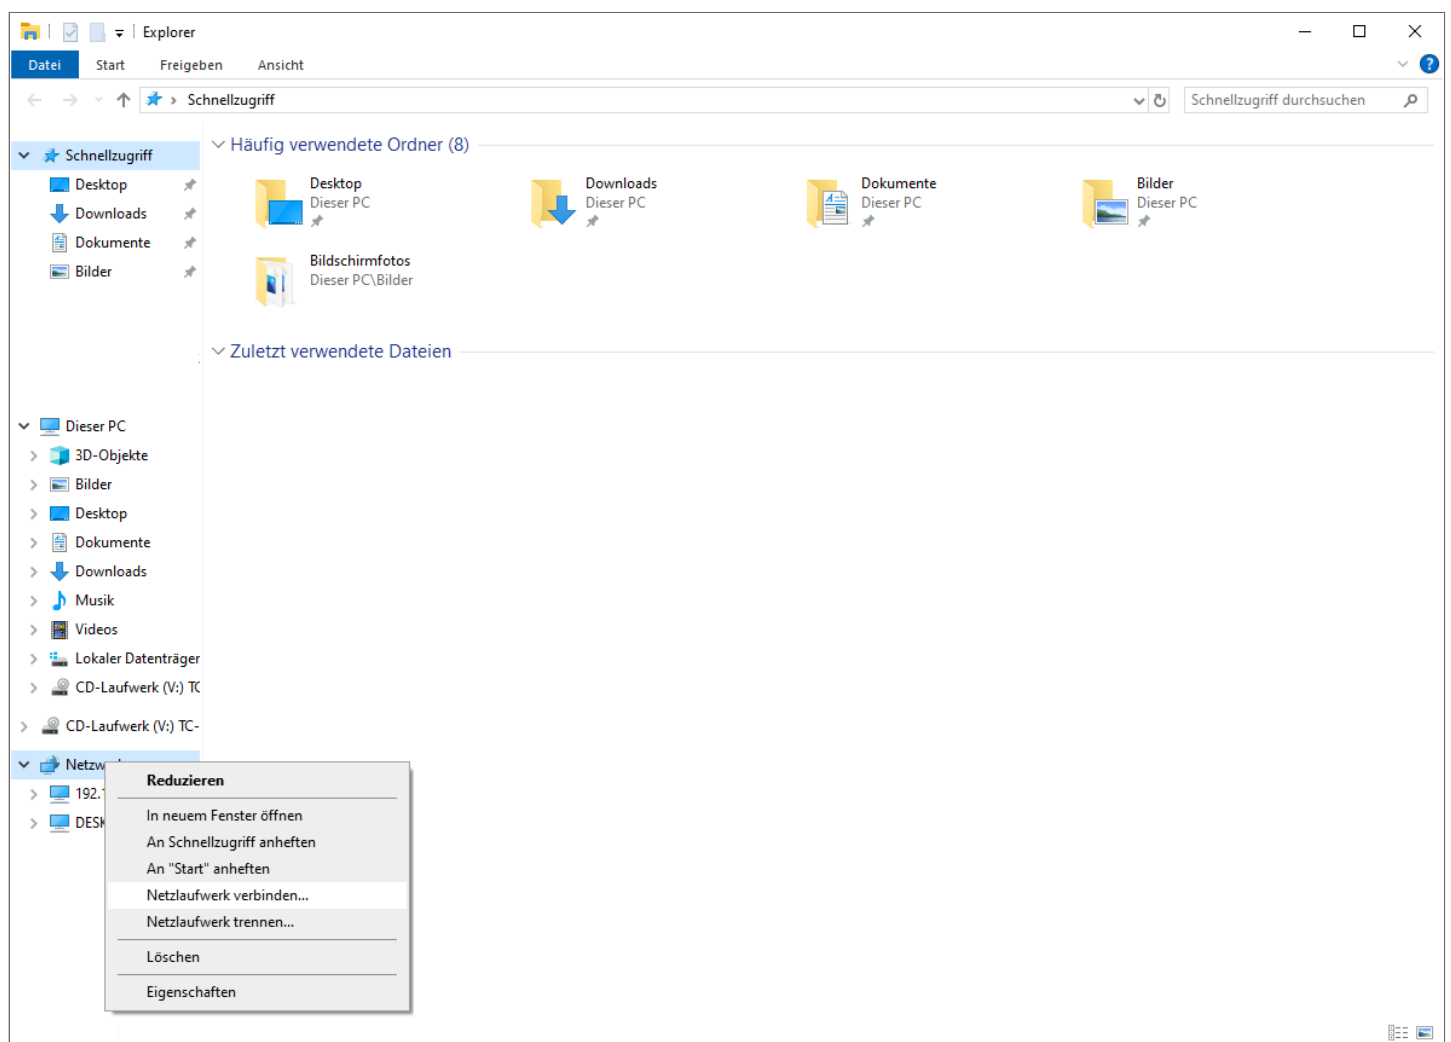 Explorer
Datei Start Freigeben Ansicht
Schnellzugriff
Schnellzugriff durchsuchen
Schnellzugriff
Desktop
Downloads
Dokumente
Bilder
Dieser PC
3D-Objekte
Bilder
Desktop
Dokumente
Downloads
Musik
Videos
Lokaler Datenträger
CD-Laufwerk (V:) TC
CD-Laufwerk (V:) TC-
Häufig verwendete Ordner (8)
Desktop
Dieser PC
Downloads
Dieser PC
Dokumente
Dieser PC
Bilder
Dieser PC
Bildschirmfotos
Dieser PC\Bilder
Zuletzt verwendete Dateien
Reduzieren
In neuem Fenster öffnen
An Schnellzugriff anheften
An "Start" anheften
Netzlaufwerk verbinden...
Netzlaufwerk trennen...
Löschen
Eigenschaften